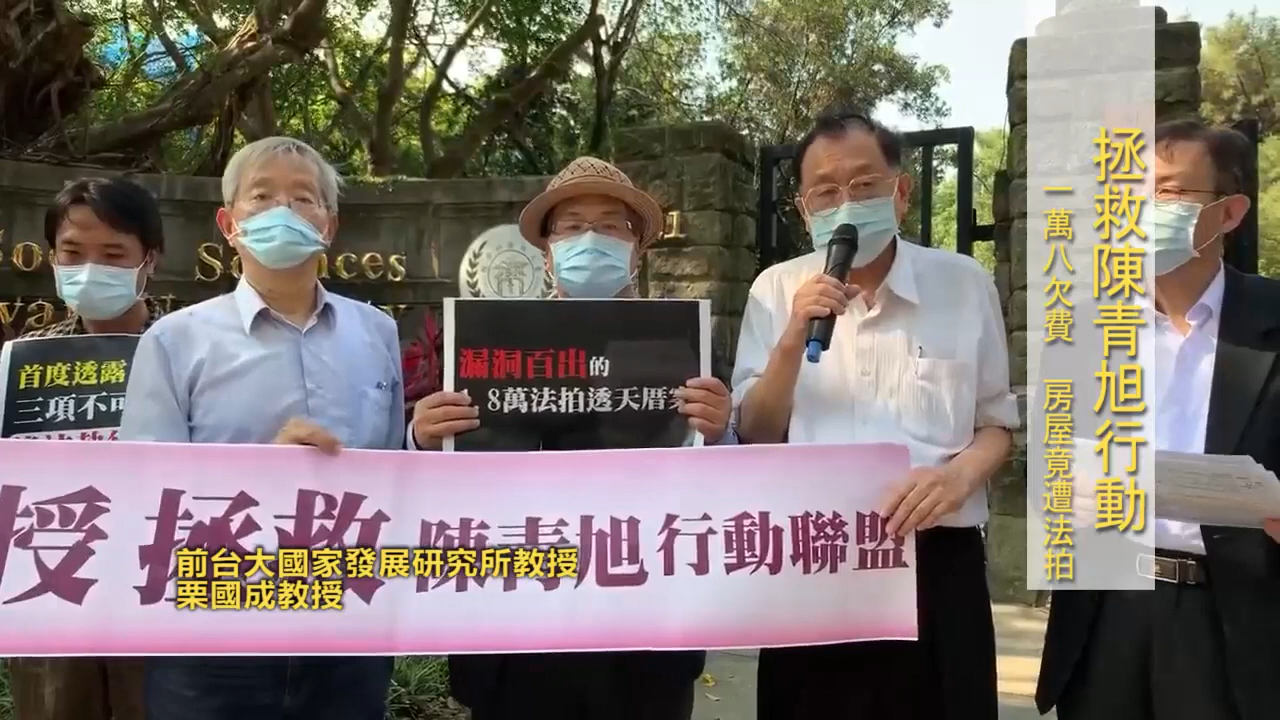 拯救陳青旭行動
一萬八欠費 房屋竟遭法拍
Sciences
首度透露
三項不可
漏洞百出的
8萬法拍透天厝案
授拯救陳青旭行動聯盟
前台大國家發展研究所教授
栗國成教授